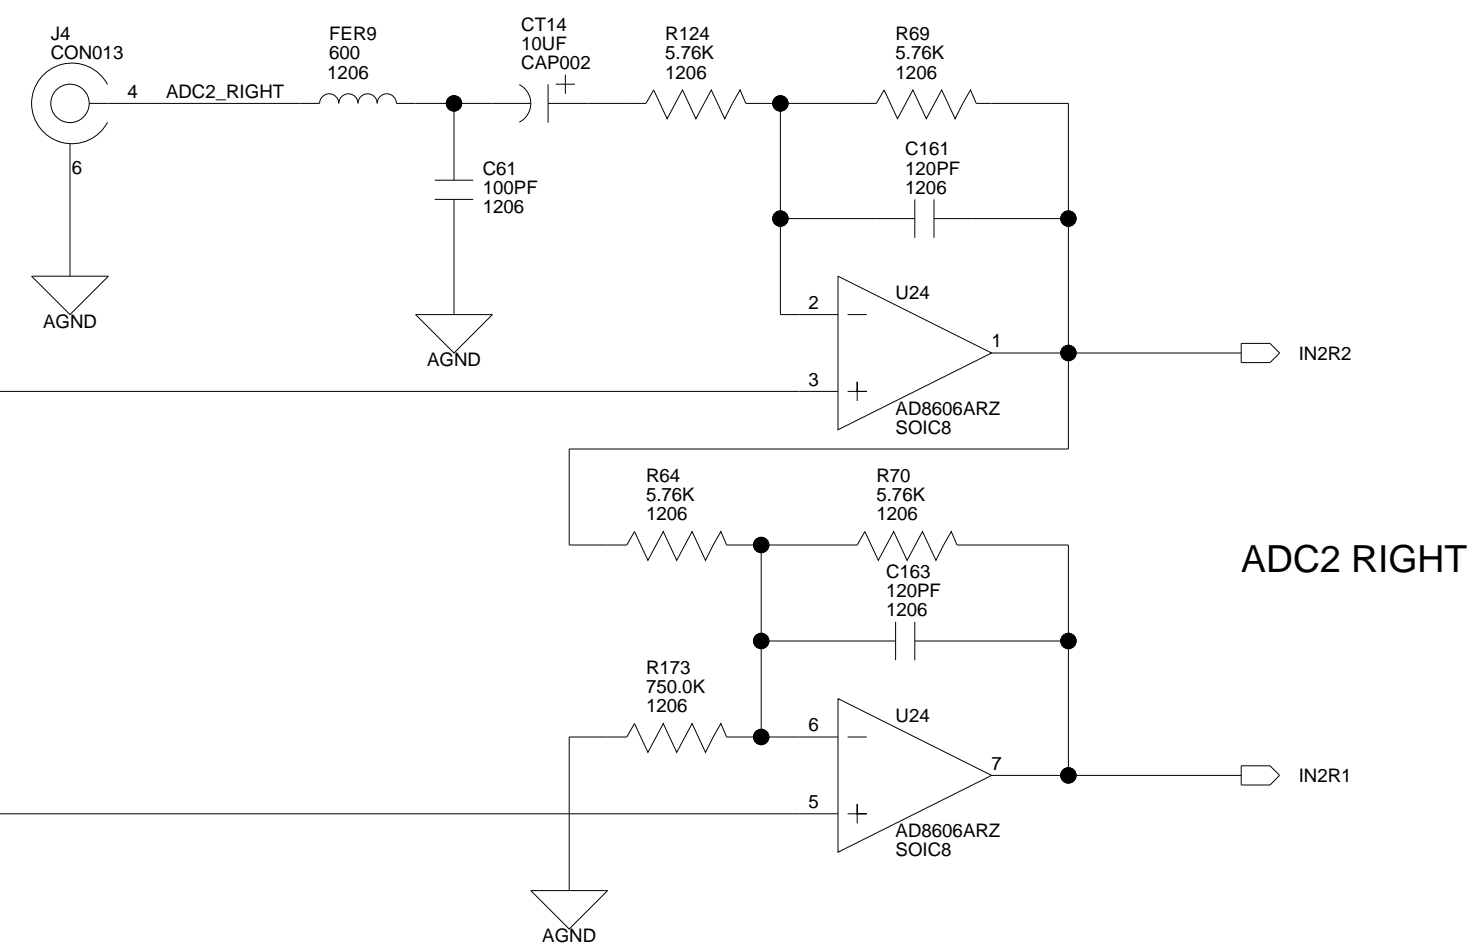 J4
CON013
4
ADC2_RIGHT
6
AGND
FER9
600
1206
CT14
10UF
CAP002
C61
100PF
1206
AGND
R124
5.76K
1206
R69
5.76K
1206
C161
120PF
1206
2
U24
1
IN2R2
3
AD8606ARZ
SOIC8
R64
5.76K
1206
R70
5.76K
1206
ADC2 RIGHT
C163
120PF
1206
R173
750.0K
1206
6
U24
7
IN2R1
5
AD8606ARZ
SOIC8
AGND